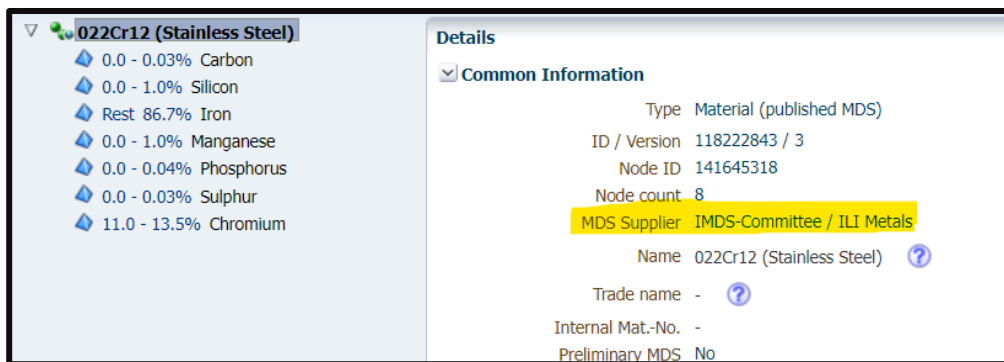 022Cr12 (Stainless Steel)
0.0 - 0.03% Carbon
0.0 - 1.0% Silicon
Rest 86.7% Iron
0.0 - 1.0% Manganese
0.0 - 0.04% Phosphorus
0.0 - 0.03% Sulphur
11.0 - 13.5% Chromium
Details
Common Information
Type Material (published MDS)
ID / Version 118222843 / 3
Node ID 141645318
Node count 8
MDS Supplier IMDS-Committee / ILI Metals
Name 022Cr12 (Stainless Steel) ?
Trade name - ?
Internal Mat.-No. -
Preliminary MDS No